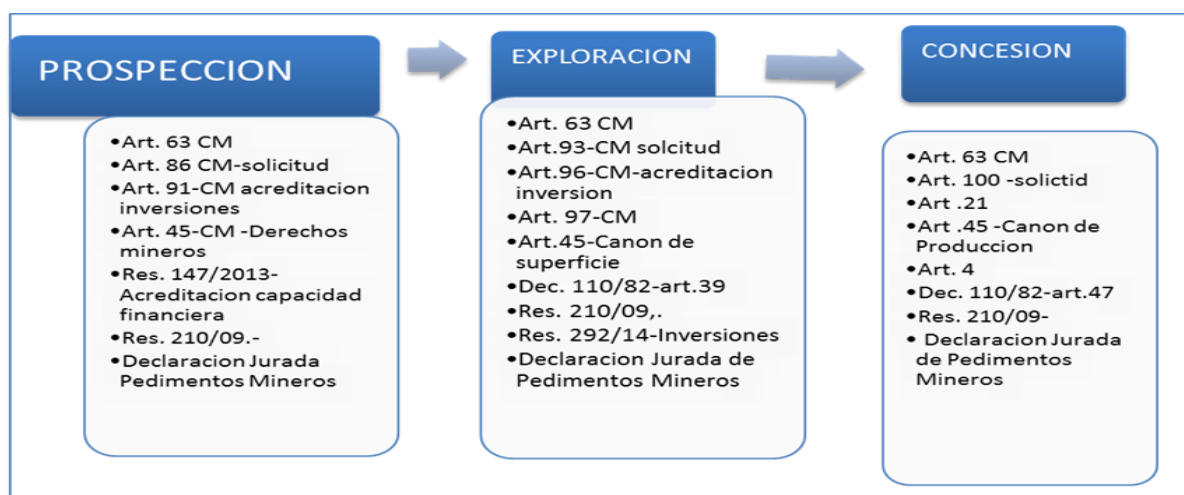 PROSPECCION
•Art. 63 CM
•Art. 86 CM-solicitud
•Art. 91-CM acreditacion
inversiones
•Art. 45-CM -Derechos
mineros
•Res. 147/2013-
Acreditacion capacidad
financiera
•Res. 210/09.-
•Declaración Jurada
Pedimentos Mineros
EXPLORACION
•Art. 63 CM
•Art.93-CM solcitud
•Art.96-CM-acreditacion
inversion
•Art. 97-CM
•Art.45-Canon de
superficie
•Dec. 110/82-art.39
•Res. 210/09,.
•Res. 292/14-Inversiones
•Declaracion Jurada de
Pedimentos Mineros
CONCESION
•Art. 63 CM
•Art. 100 -solictid
•Art .21
•Art .45 -Canon de
Produccion
•Art. 4
•Dec. 110/82-art.47
•Res. 210/09-
• Declaracion Jurada
de Pedimentos
Mineros